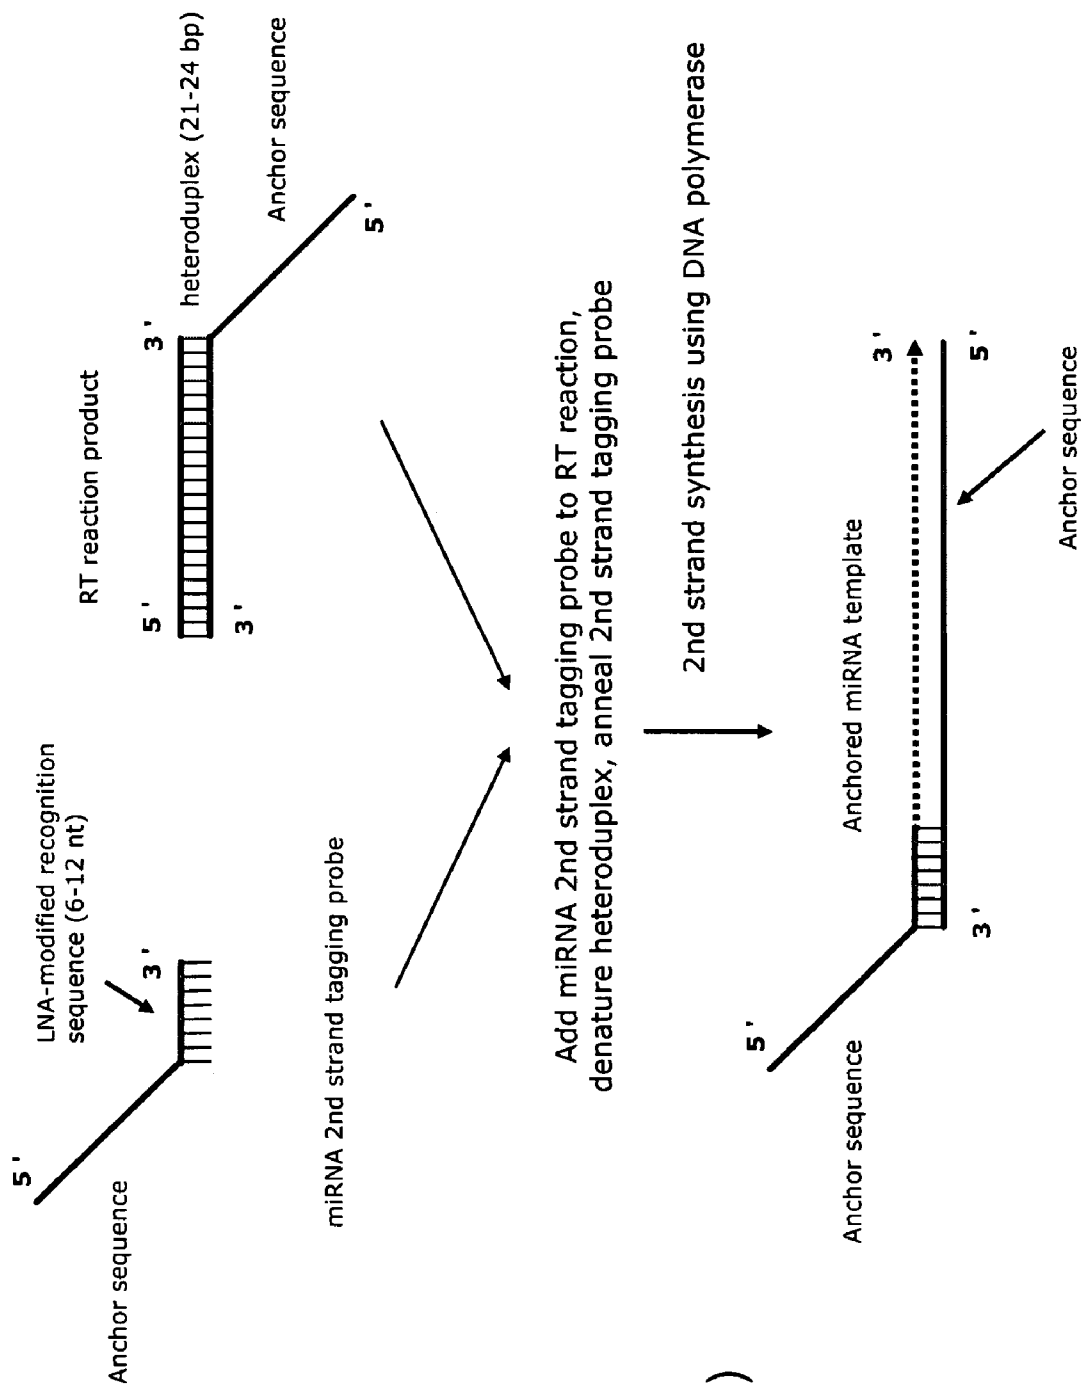 5'
Anchor sequence
LNA-modified recognition
sequence (6-12 nt)
3'
miRNA 2nd strand tagging probe
RT reaction product
5'
3'
3'
heteroduplex (21-24 bp)
Anchor sequence
5'
Add miRNA 2nd strand tagging probe to RT reaction,
denature heteroduplex, anneal 2nd strand tagging probe
2nd strand synthesis using DNA polymerase
5'
Anchor sequence
3'
Anchored miRNA template
3'
5'
Anchor sequence
)